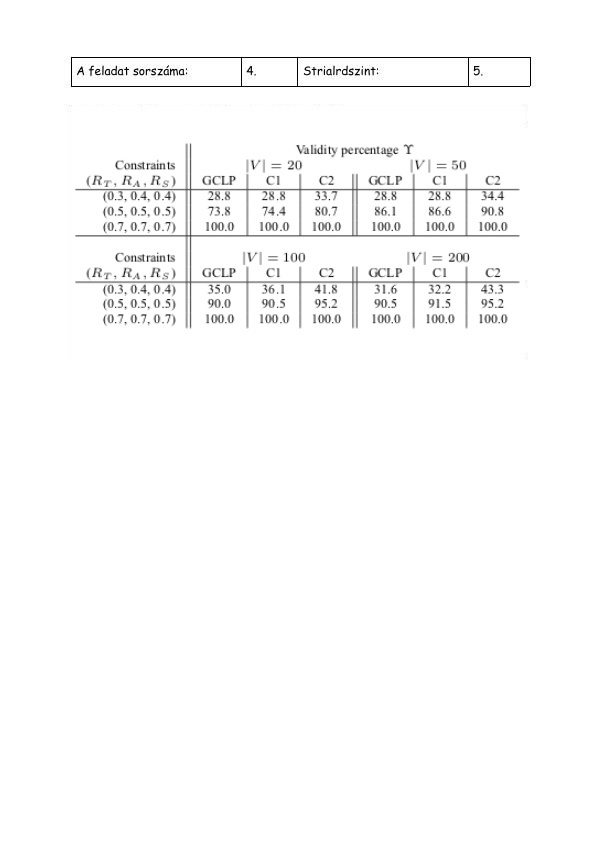 A feladat sorszáma: 4. Strialrdszint: 5.
Validity percentage ϒ
Constraints |V| = 20 |V| = 50
(R_T, R_A, R_S) GCLP C1 C2 GCLP C1 C2
(0.3, 0.4, 0.4) 28.8 28.8 33.7 28.8 28.8 34.4
(0.5, 0.5, 0.5) 73.8 74.4 80.7 86.1 86.6 90.8
(0.7, 0.7, 0.7) 100.0 100.0 100.0 100.0 100.0 100.0
Constraints |V| = 100 |V| = 200
(R_T, R_A, R_S) GCLP C1 C2 GCLP C1 C2
(0.3, 0.4, 0.4) 35.0 36.1 41.8 31.6 32.2 43.3
(0.5, 0.5, 0.5) 90.0 90.5 95.2 90.5 91.5 95.2
(0.7, 0.7, 0.7) 100.0 100.0 100.0 100.0 100.0 100.0